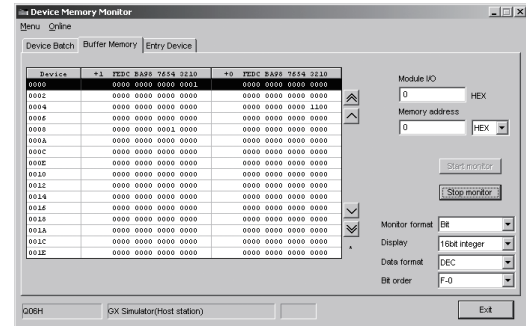 Device Memory Monitor
Menu Online
Device Batch Buffer Memory Entry Device
Device +1 FEDC BA98 7654 3210 +0 FEDC BA98 7654 3210
0000 0000 0000 0000 0001 0000 0000 0000 0000
0002 0000 0000 0000 0000 0000 0000 0000 0000
0004 0000 0000 0000 0000 0000 0000 0000 1100
0006 0000 0000 0000 0000 0000 0000 0000 0000
0008 0000 0000 0001 0000 0000 0000 0000 0000
000A 0000 0000 0000 0000 0000 0000 0000 0000
000C 0000 0000 0000 0000 0000 0000 0000 0000
000E 0000 0000 0000 0000 0000 0000 0000 0000
0010 0000 0000 0000 0000 0000 0000 0000 0000
0012 0000 0000 0000 0000 0000 0000 0000 0000
0014 0000 0000 0000 0000 0000 0000 0000 0000
0016 0000 0000 0000 0000 0000 0000 0000 0000
0018 0000 0000 0000 0000 0000 0000 0000 0000
001A 0000 0000 0000 0000 0000 0000 0000 0000
001C 0000 0000 0000 0000 0000 0000 0000 0000
001E 0000 0000 0000 0000 0000 0000 0000 0000
Module I/O
0 HEX
Memory address
0 HEX
Start monitor
Stop monitor
Monitor format Bit
Display 16bit integer
Data format DEC
Bit order F-0
Q06H GX Simulator(Host station) Exit